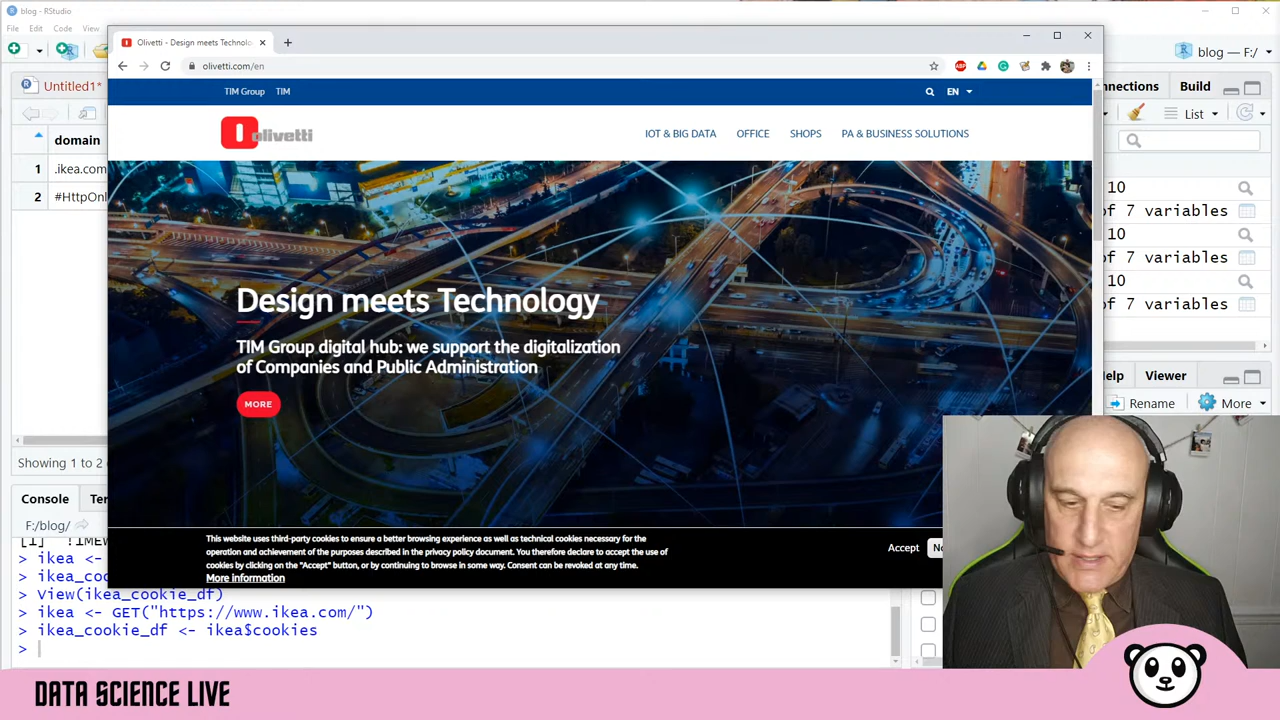 blog - RStudio
File Edit Code View
blog — F:/
Untitled1*
domain
1 .ikea.com
2 #HttpOnl
Showing 1 to 2
Olivetti - Design meets Technolo
olivetti.com/en
TIM Group TIM
EN
olivetti
IOT & BIG DATA OFFICE SHOPS PA & BUSINESS SOLUTIONS
Design meets Technology
TIM Group digital hub: we support the digitalization
of Companies and Public Administration
MORE
This website uses third-party cookies to ensure a better browsing experience as well as technical cookies necessary for the
operation and achievement of the purposes described in the privacy policy document. You therefore declare to accept the use of
cookies by clicking on the "Accept" button, or by continuing to browse in some way. Consent can be revoked at any time.
More information
Accept
nnections Build
List
10
of 7 variables
10
of 7 variables
10
of 7 variables
elp Viewer
Rename More
Console Ter
F:/blog/
> ikea <-
> ikea_coo
> View(ikea_cookie_df)
> ikea <- GET("https://www.ikea.com/")
> ikea_cookie_df <- ikea$cookies
>
DATA SCIENCE LIVE